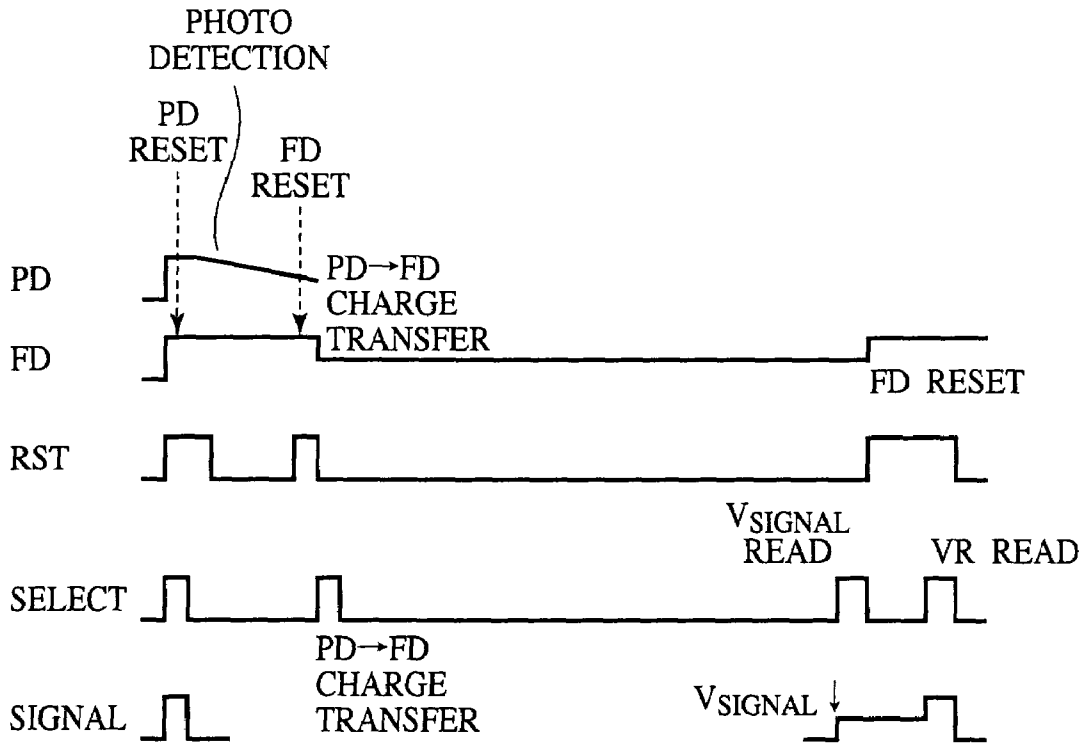 PHOTO
DETECTION
PD
RESET
FD
RESET
PD
PD→FD
CHARGE
TRANSFER
FD
FD RESET
RST
VSIGNAL
READ
VR READ
SELECT
PD→FD
CHARGE
TRANSFER
SIGNAL
VSIGNAL